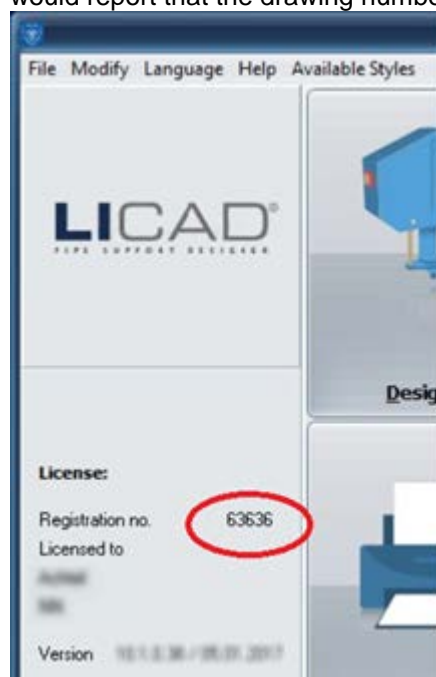 would report that the drawing numbe
File Modify Language Help Available Styles
LICAD®
PIPE SUPPORT DESIGNER
Desig
License:
Registration no. 63636
Licensed to
Version